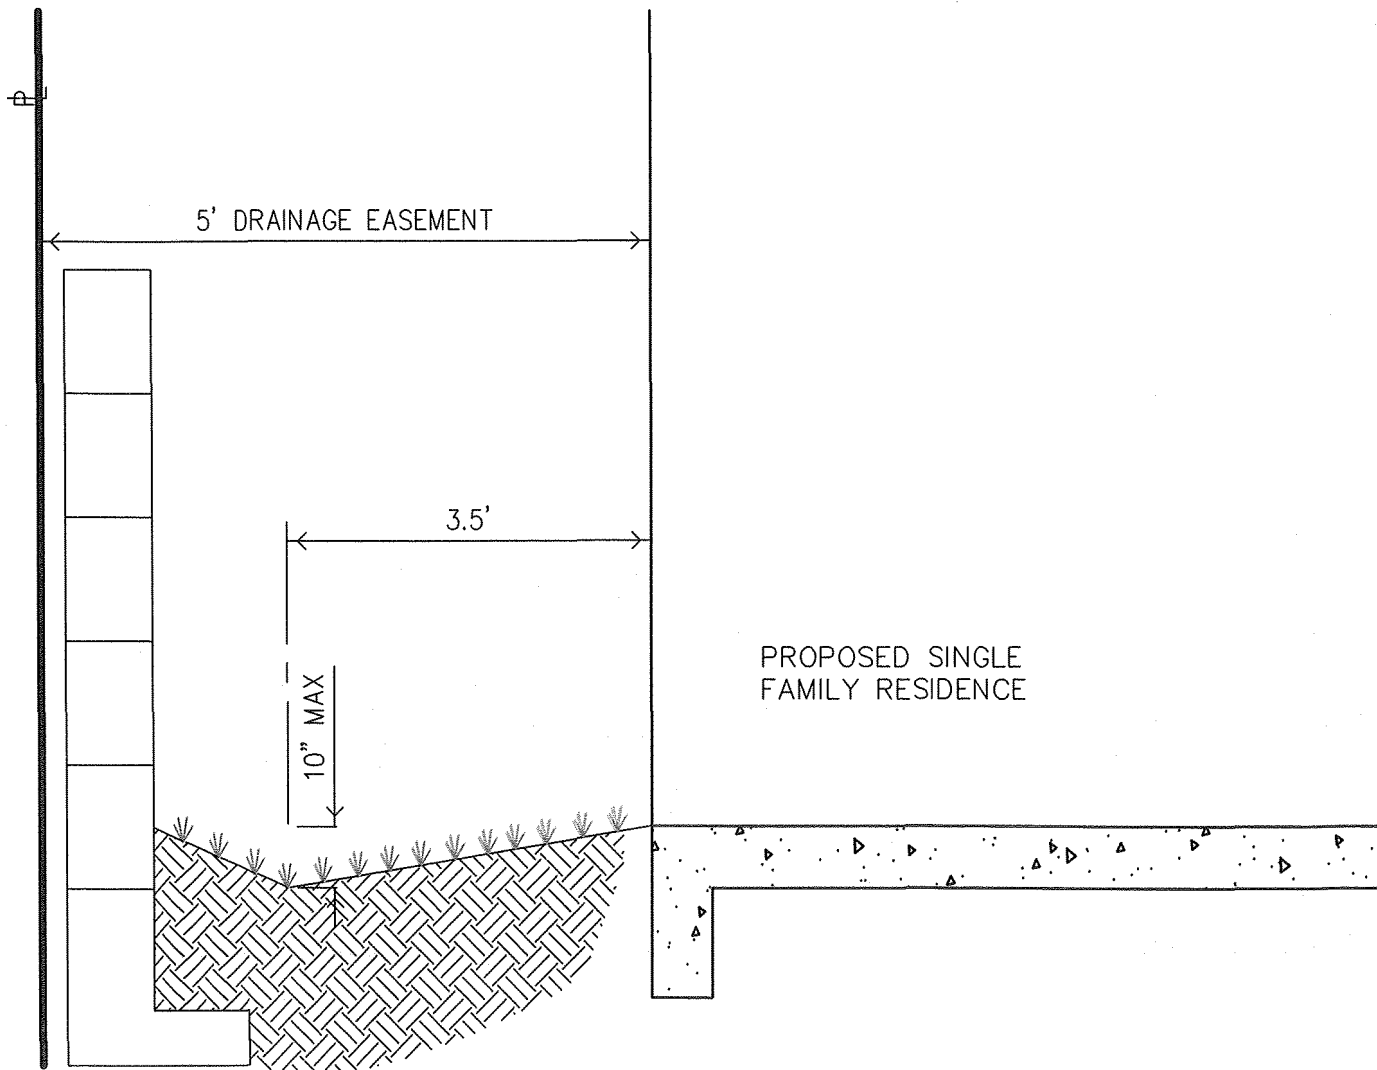 PL
5' DRAINAGE EASEMENT
3.5'
10" MAX
PROPOSED SINGLE
FAMILY RESIDENCE